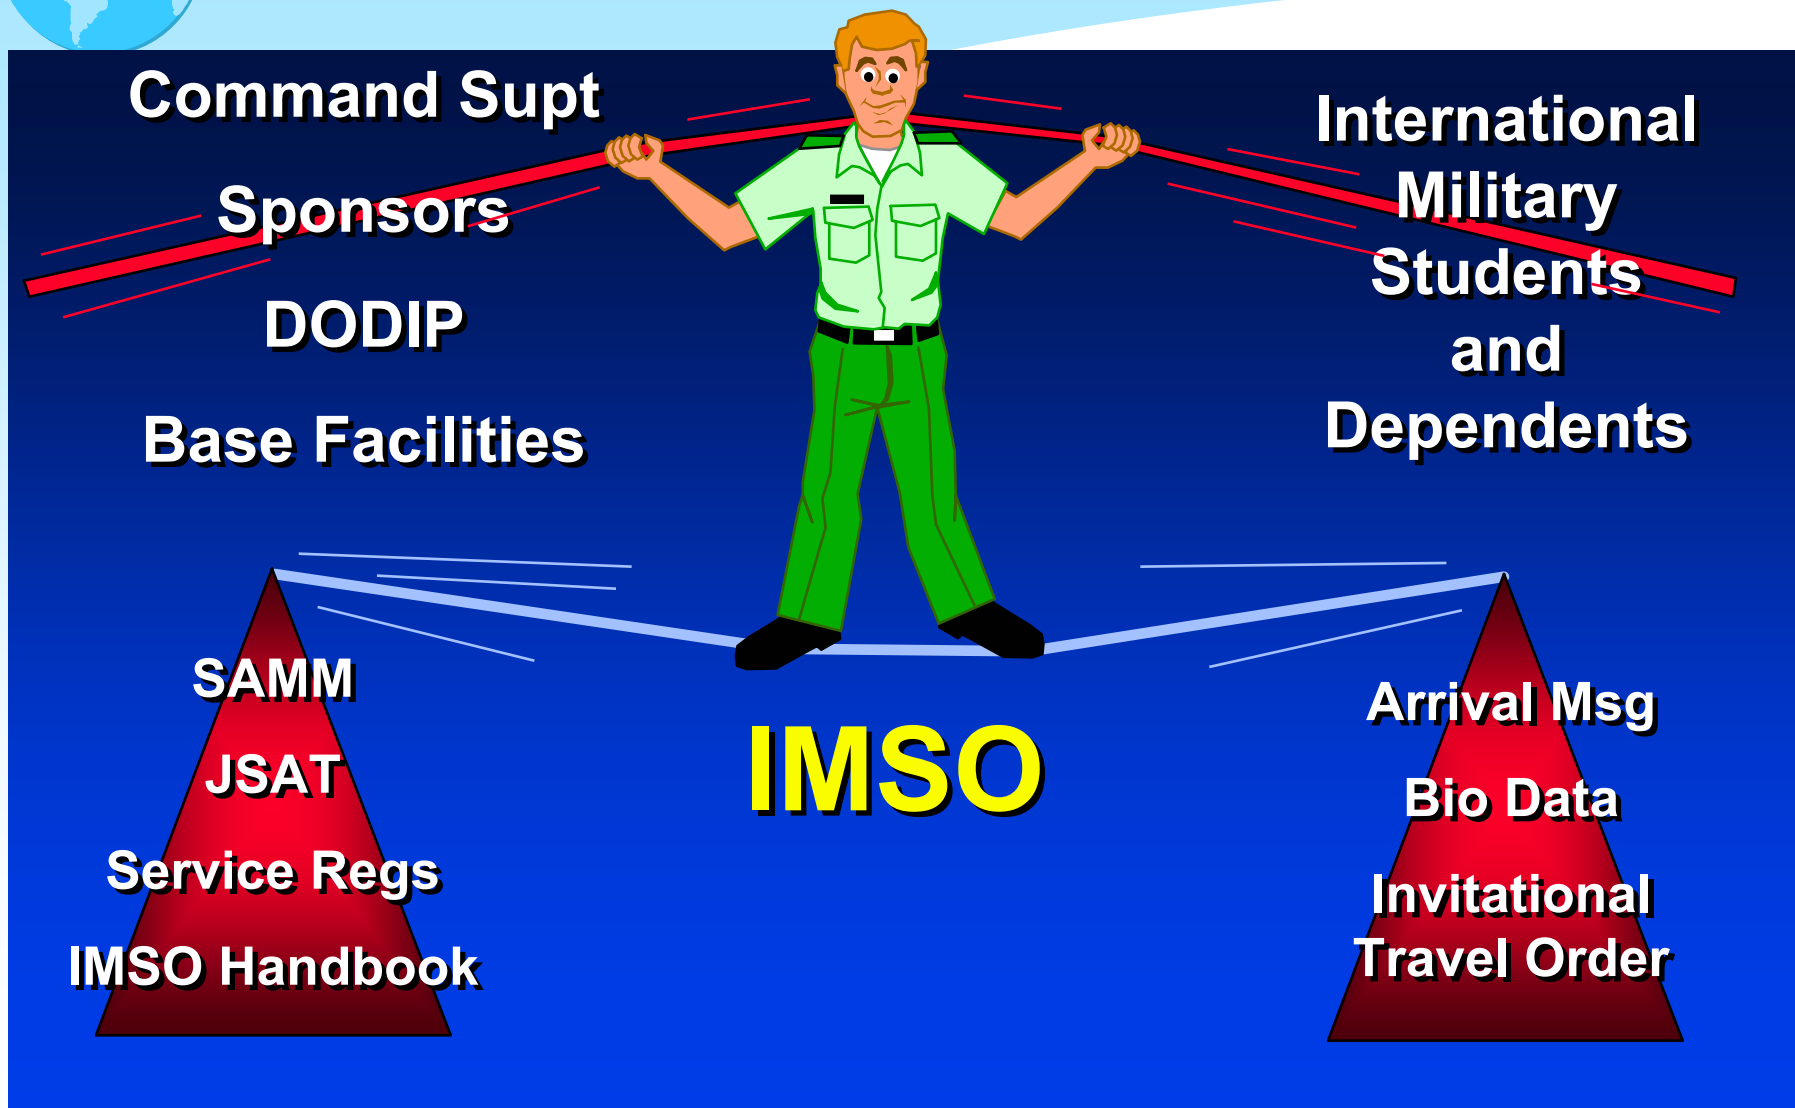 Command Supt
Sponsors
DODIP
Base Facilities
International
Military
Students
and
Dependents
SAMM
JSAT
Service Regs
IMSO Handbook
IMSO
Arrival Msg
Bio Data
Invitational
Travel Order